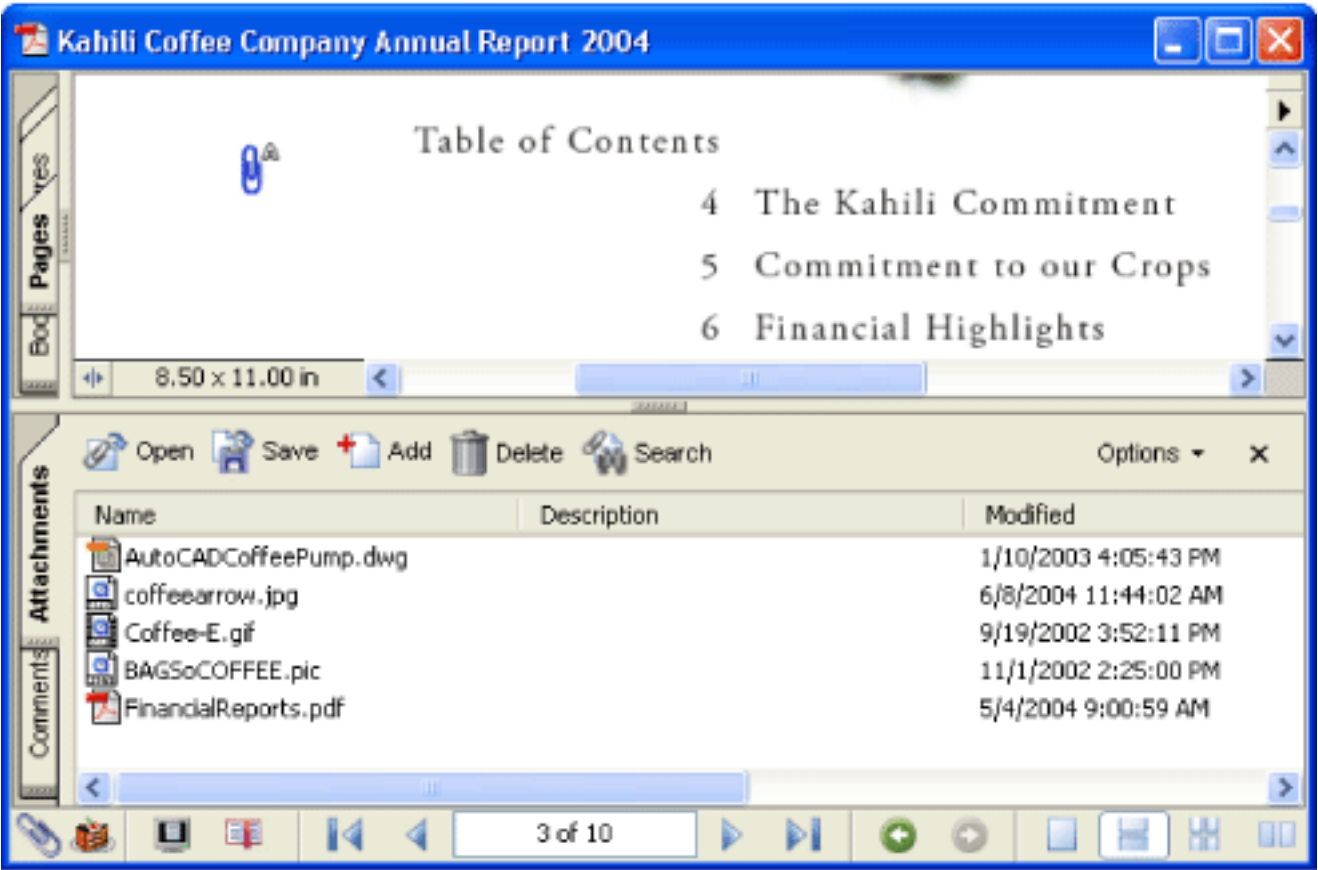 Kahili Coffee Company Annual Report 2004
Table of Contents
4 The Kahili Commitment
5 Commitment to our Crops
6 Financial Highlights
Pages
8.50 x 11.00 in
Open Save Add Delete Search Options
Attachments
Comments
Name Description Modified
AutoCADCoffeePump.dwg 1/10/2003 4:05:43 PM
coffeearrow.jpg 6/8/2004 11:44:02 AM
Coffee-E.gif 9/19/2002 3:52:11 PM
BAGSoCOFFEE.pic 11/1/2002 2:25:00 PM
FinancialReports.pdf 5/4/2004 9:00:59 AM
3 of 10